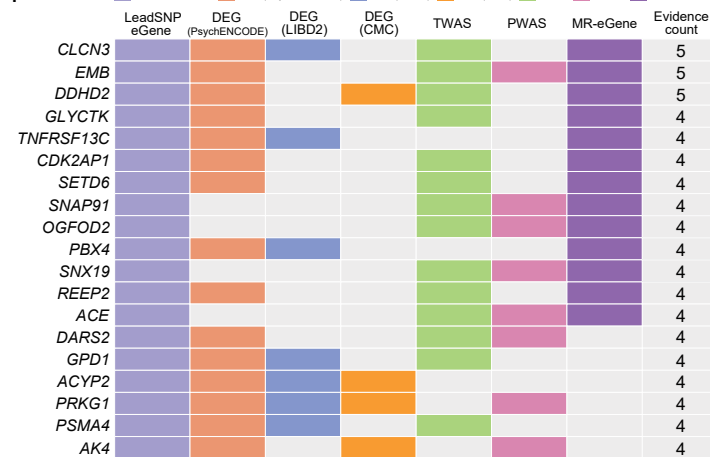 LeadSNP eGene DEG (PsychENCODE) DEG (LIBD2) DEG (CMC) TWAS PWAS MR-eGene Evidence count
CLCN3 5
EMB 5
DDHD2 5
GLYCTK 4
TNFRSF13C 4
CDK2AP1 4
SETD6 4
SNAP91 4
OGFOD2 4
PBX4 4
SNX19 4
REEP2 4
ACE 4
DARS2 4
GPD1 4
ACYP2 4
PRKG1 4
PSMA4 4
AK4 4